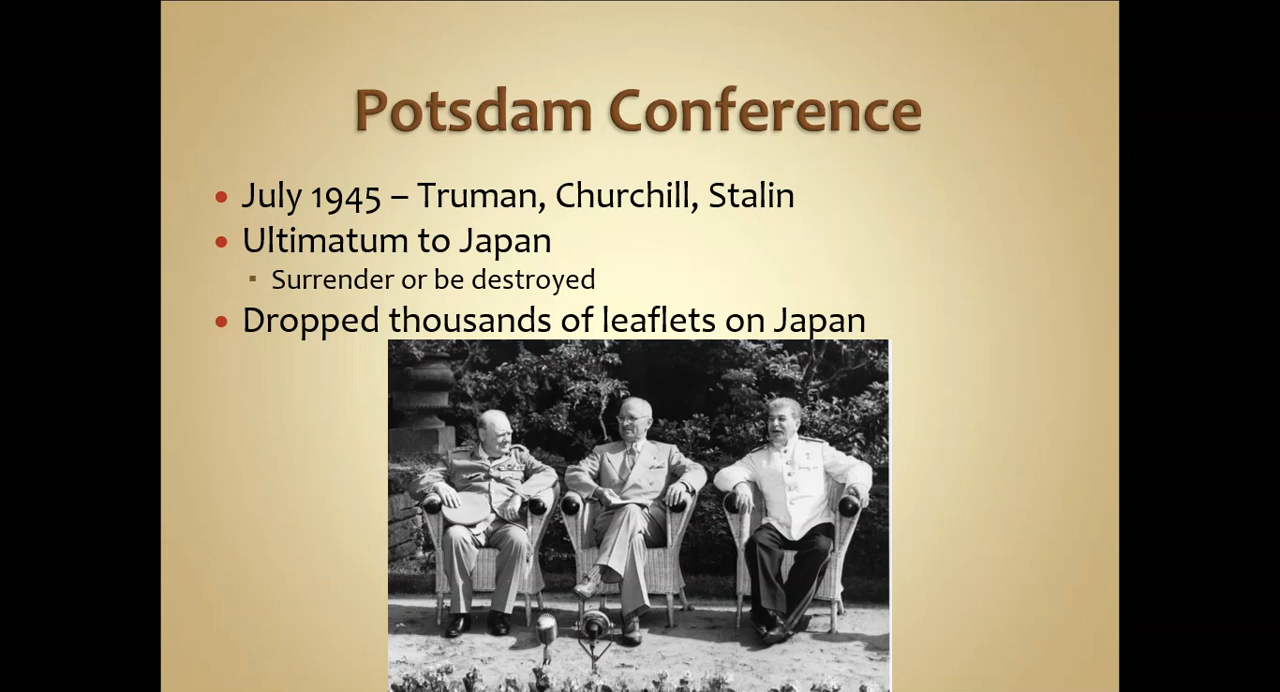 Potsdam Conference
• July 1945 – Truman, Churchill, Stalin
• Ultimatum to Japan
▪ Surrender or be destroyed
• Dropped thousands of leaflets on Japan